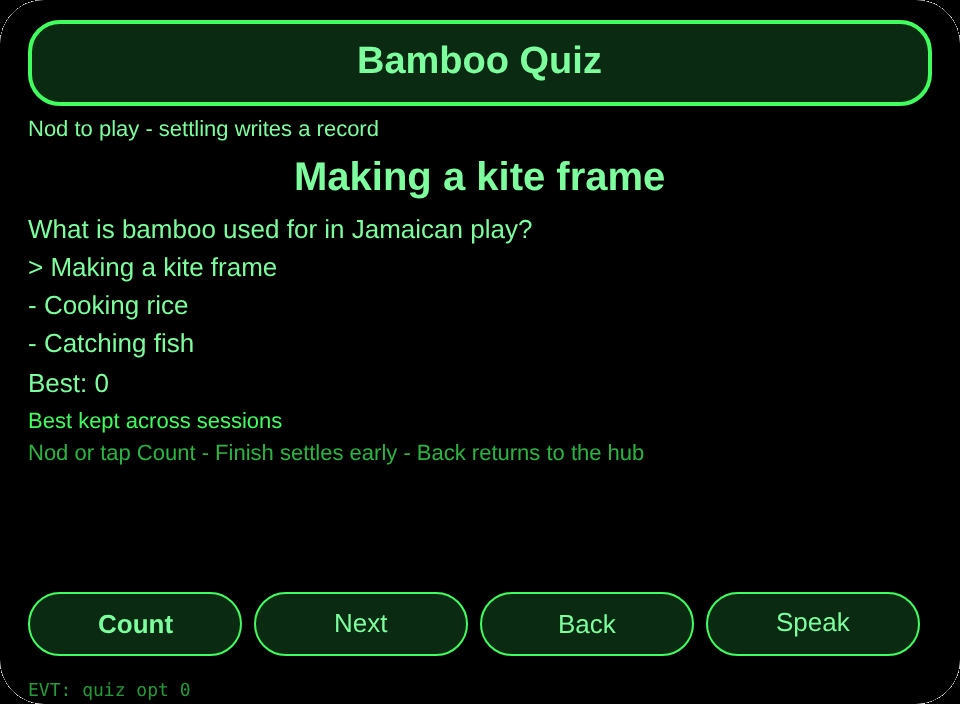 Bamboo Quiz
Nod to play - settling writes a record
Making a kite frame
What is bamboo used for in Jamaican play?
> Making a kite frame
- Cooking rice
- Catching fish
Best: 0
Best kept across sessions
Nod or tap Count - Finish settles early - Back returns to the hub
Count
Next
Back
Speak
EVT: quiz opt 0